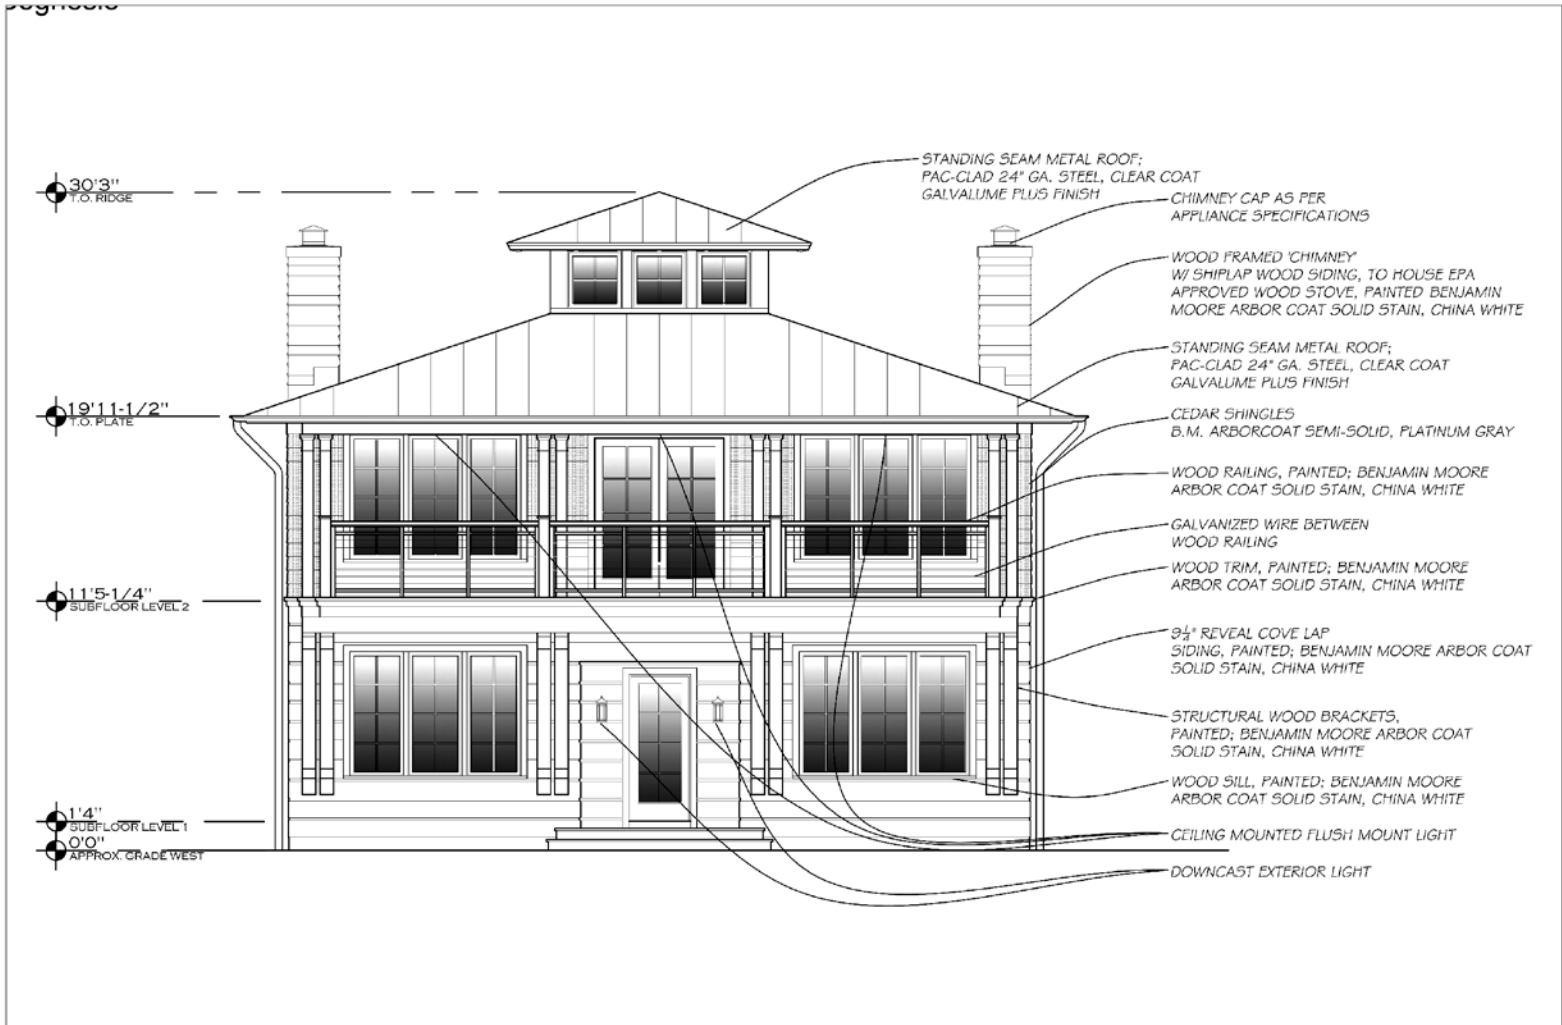 30'3"
T.O. RIDGE
19'11-1/2"
T.O. PLATE
11'5-1/4"
SUBFLOOR LEVEL 2
1'4"
SUBFLOOR LEVEL 1
0'0"
APPROX. GRADE WEST
STANDING SEAM METAL ROOF;
PAC-CLAD 24" GA. STEEL, CLEAR COAT
GALVALUME PLUS FINISH
CHIMNEY CAP AS PER
APPLIANCE SPECIFICATIONS
WOOD FRAMED 'CHIMNEY'
W/ SHIPLAP WOOD SIDING, TO HOUSE EPA
APPROVED WOOD STOVE, PAINTED BENJAMIN
MOORE ARBOR COAT SOLID STAIN, CHINA WHITE
STANDING SEAM METAL ROOF;
PAC-CLAD 24" GA. STEEL, CLEAR COAT
GALVALUME PLUS FINISH
CEDAR SHINGLES
B.M. ARBORCOAT SEMI-SOLID, PLATINUM GRAY
WOOD RAILING, PAINTED; BENJAMIN MOORE
ARBOR COAT SOLID STAIN, CHINA WHITE
GALVANIZED WIRE BETWEEN
WOOD RAILING
WOOD TRIM, PAINTED; BENJAMIN MOORE
ARBOR COAT SOLID STAIN, CHINA WHITE
9¼" REVEAL COVE LAP
SIDING, PAINTED; BENJAMIN MOORE ARBOR COAT
SOLID STAIN, CHINA WHITE
STRUCTURAL WOOD BRACKETS,
PAINTED; BENJAMIN MOORE ARBOR COAT
SOLID STAIN, CHINA WHITE
WOOD SILL, PAINTED; BENJAMIN MOORE
ARBOR COAT SOLID STAIN, CHINA WHITE
CEILING MOUNTED FLUSH MOUNT LIGHT
DOWNCAST EXTERIOR LIGHT